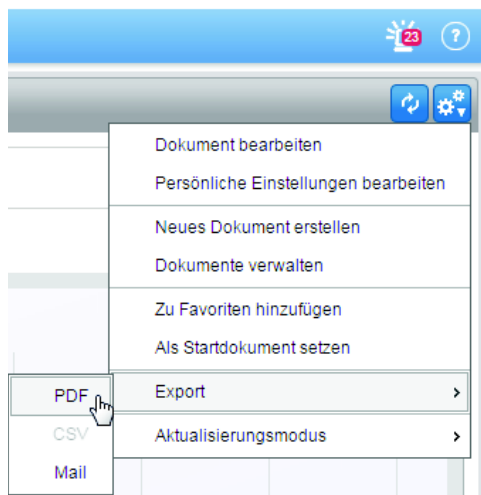 23 ?
Dokument bearbeiten
Persönliche Einstellungen bearbeiten
Neues Dokument erstellen
Dokumente verwalten
Zu Favoriten hinzufügen
Als Startdokument setzen
Export
Aktualisierungsmodus
PDF
CSV
Mail